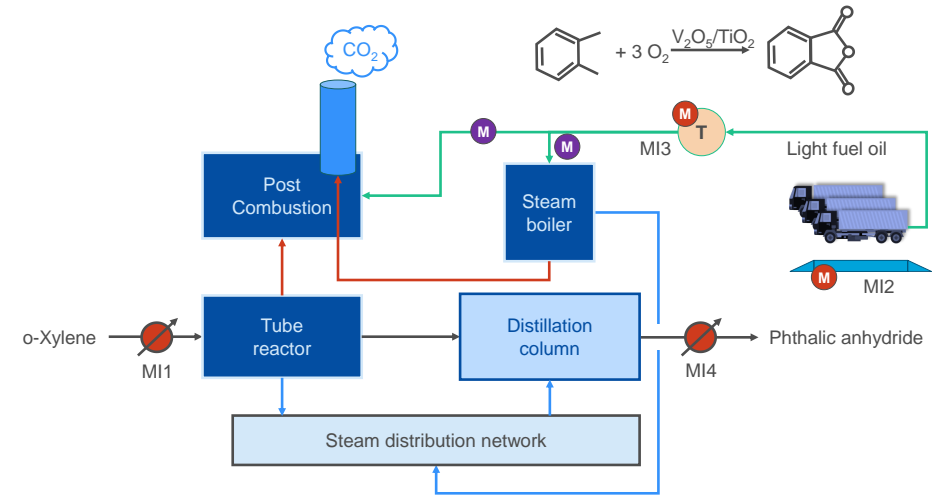 CO₂
+ 3 O₂
V₂O₅/TiO₂
M
T
M
M
MI3
Light fuel oil
Post
Combustion
Steam
boiler
M
MI2
o-Xylene
MI1
Tube
reactor
Distillation
column
MI4
Phthalic anhydride
Steam distribution network